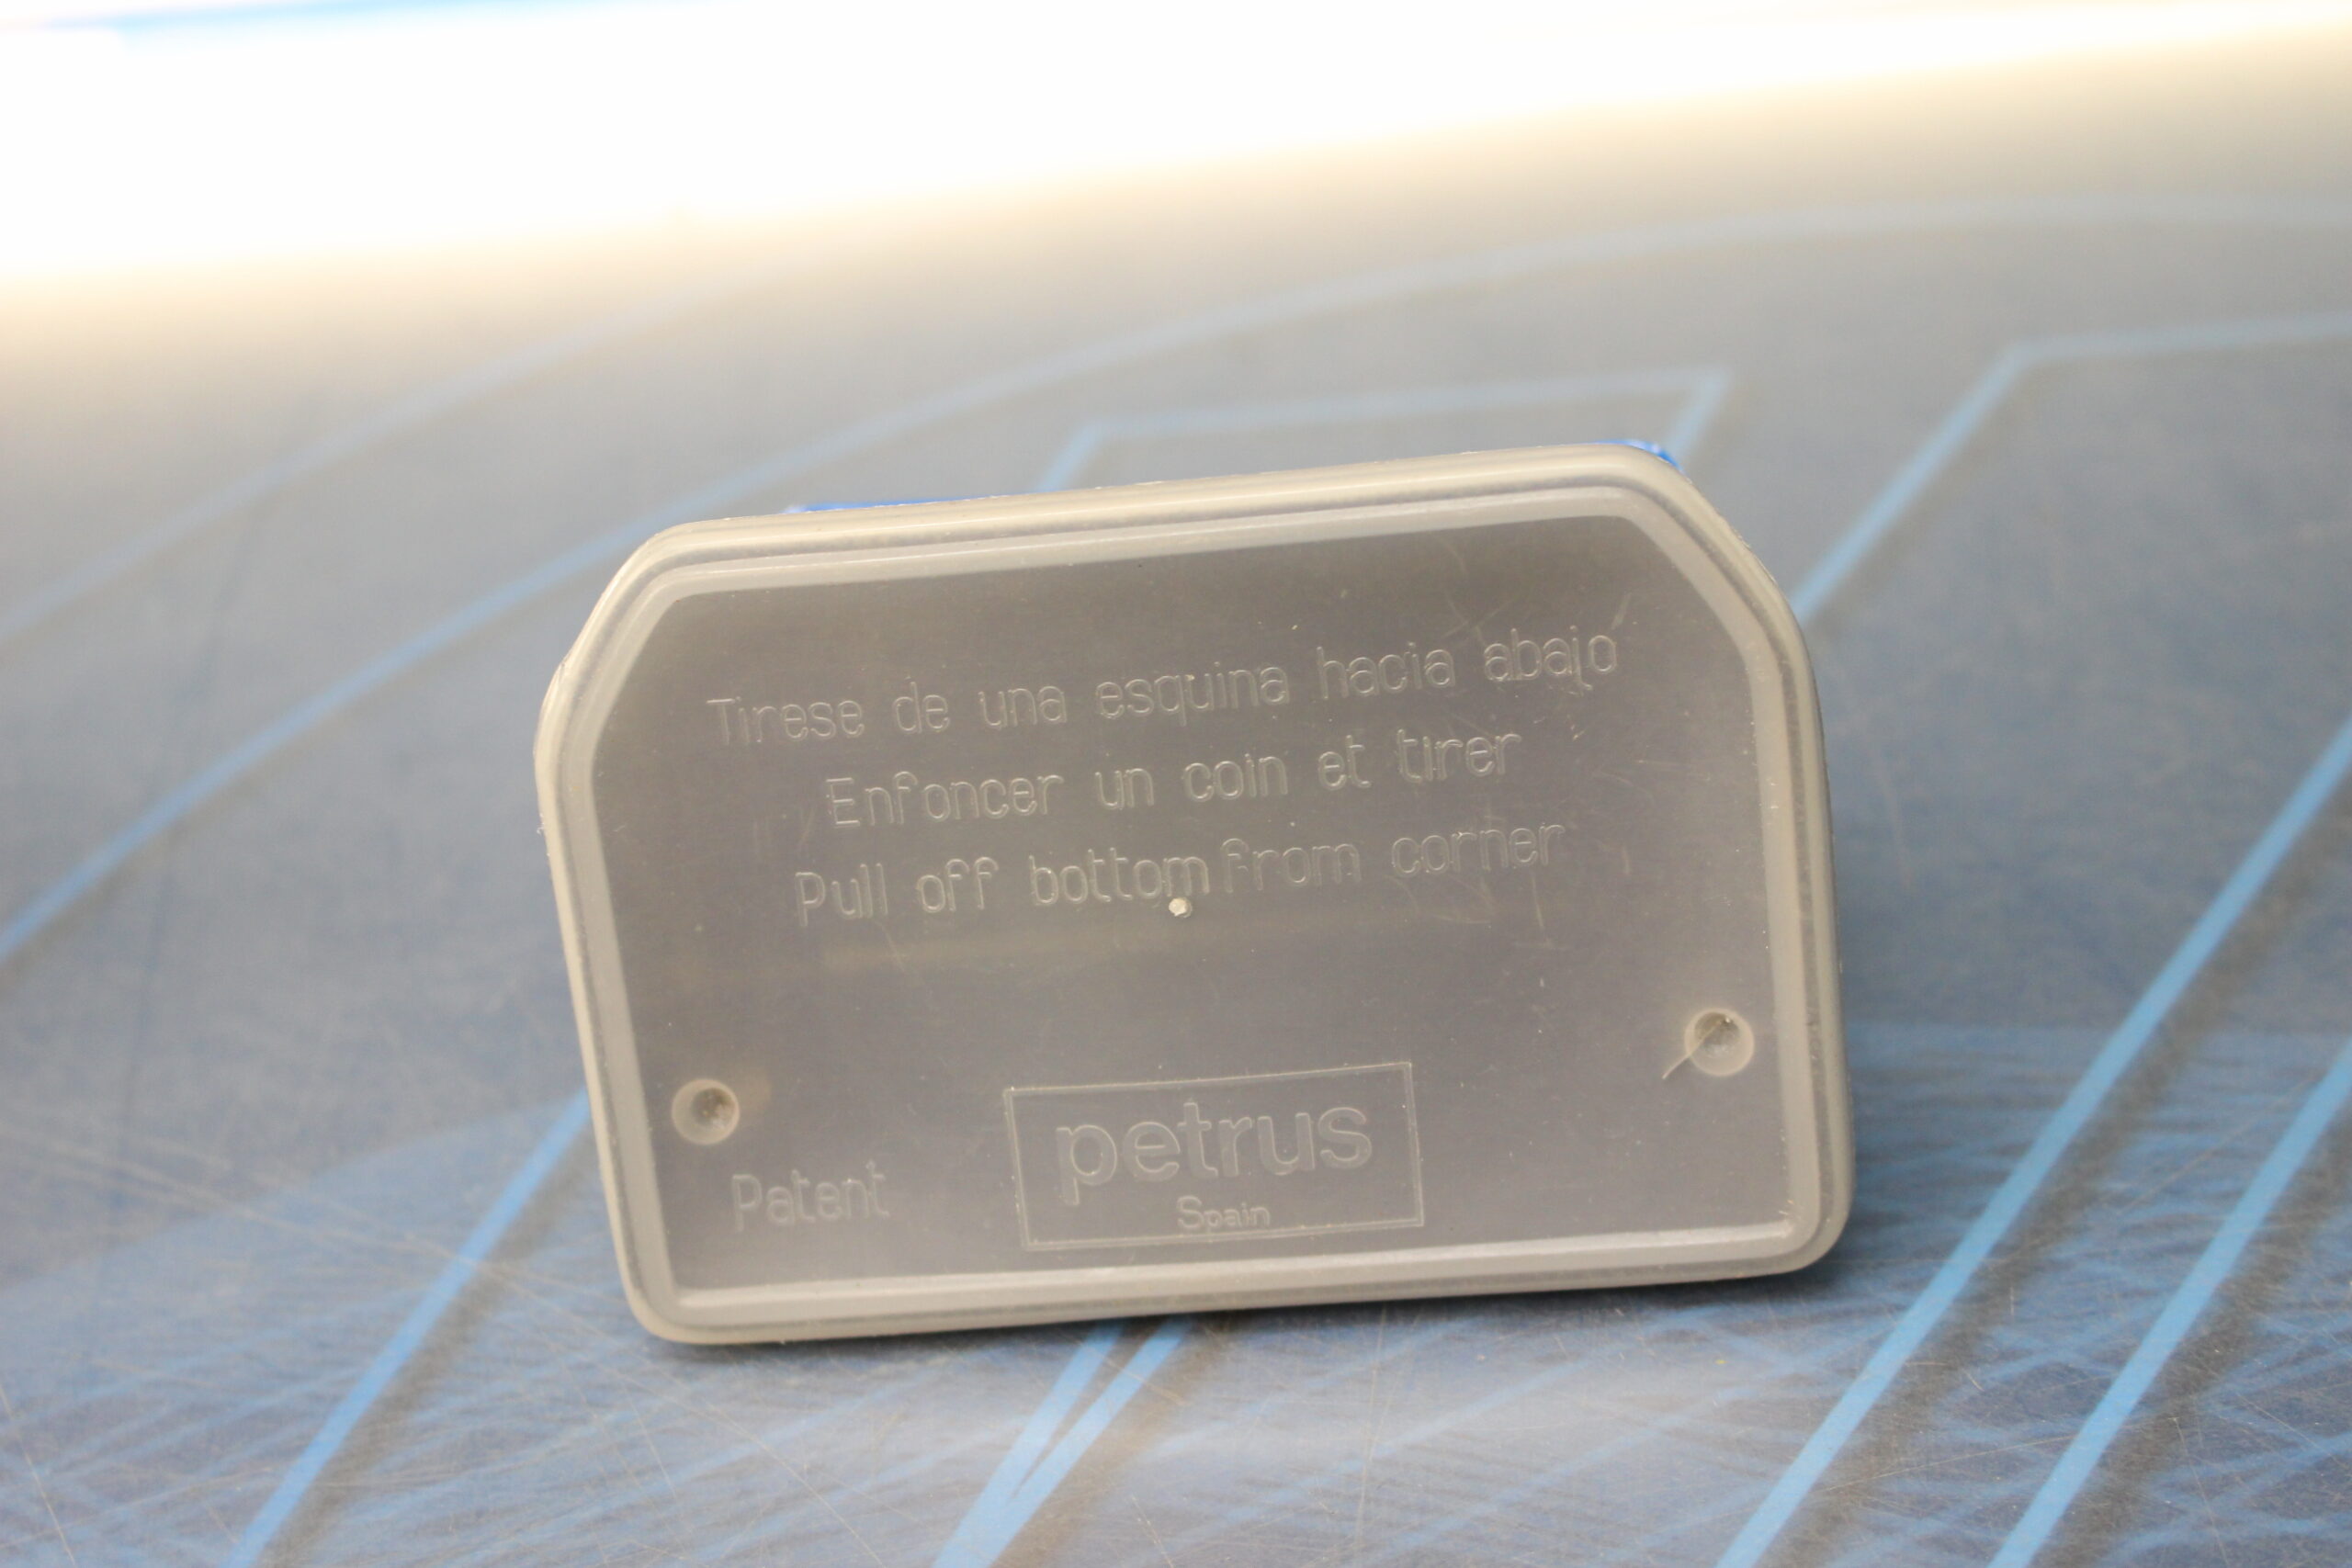 Tirese de una esquina hacia abajo
Enfoncer un coin et tirer
Pull off bottom from corner
Patent
petrus
Spain